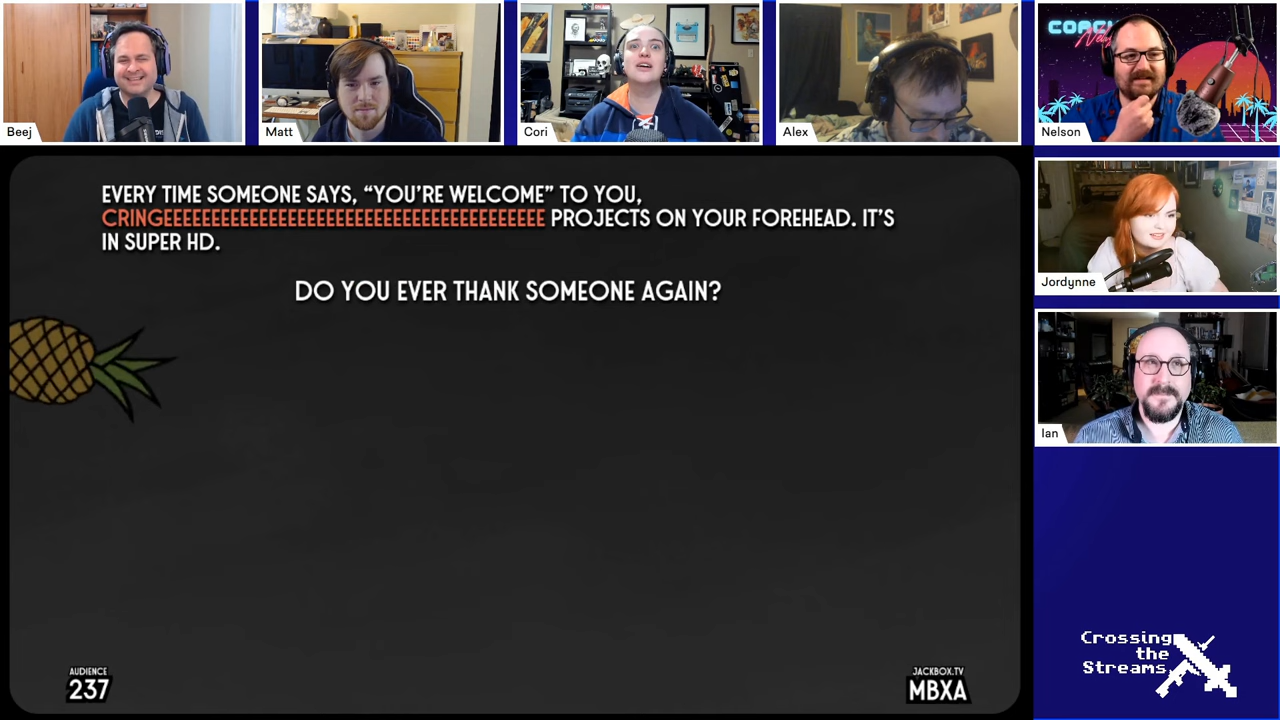 Beej
Matt
Cori
Alex
Nelson
EVERY TIME SOMEONE SAYS, “YOU’RE WELCOME” TO YOU,
CRINGEEEEEEEEEEEEEEEEEEEEEEEEEEEEEEEEEEEEEEEE PROJECTS ON YOUR FOREHEAD. IT’S
IN SUPER HD.
DO YOU EVER THANK SOMEONE AGAIN?
Jordynne
Ian
AUDIENCE
237
JACKBOX.TV
MBXA
Crossing
the
Streams